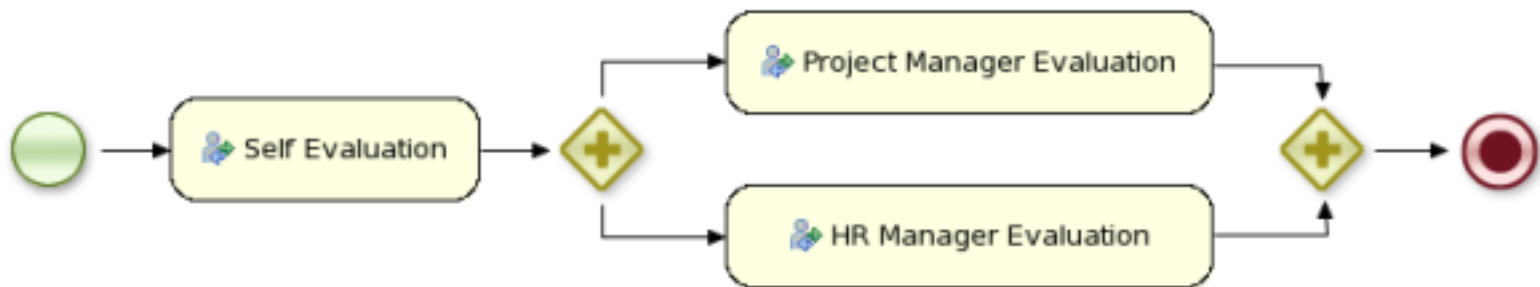 Self Evaluation
Project Manager Evaluation
HR Manager Evaluation